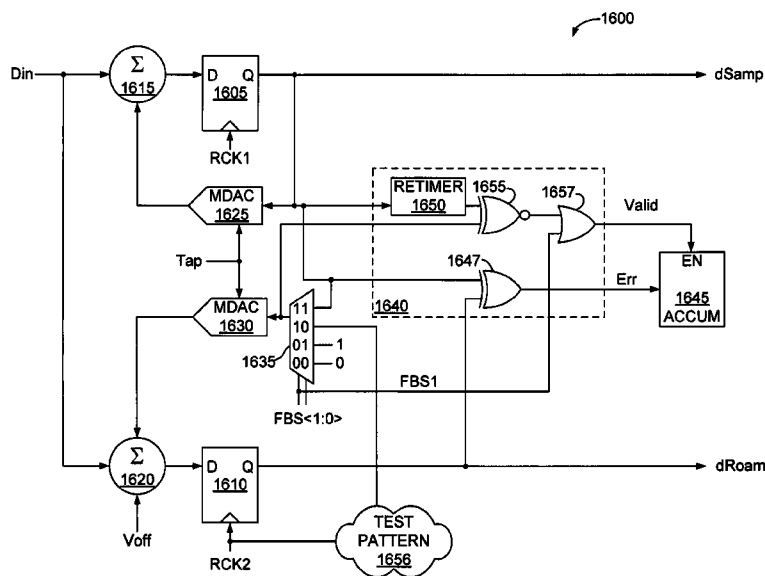 1600
Din
Σ
1615
D Q
1605
dSamp
RCK1
MDAC
1625
RETIMER
1650
1655
1657
Valid
Tap
1647
EN
1645
ACCUM
Err
MDAC
1630
11
10
01
00
1
0
1635
1640
FBS1
FBS<1:0>
Σ
1620
D Q
1610
dRoam
Voff
RCK2
TEST
PATTERN
1656